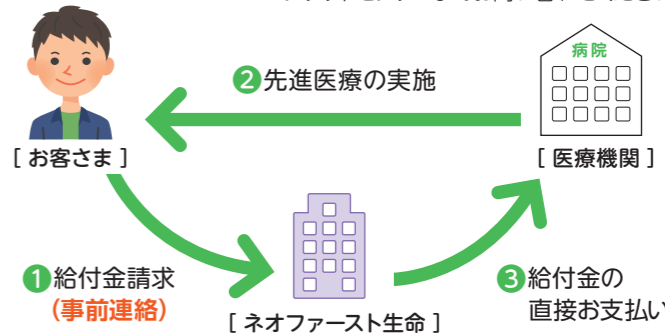 病院
❷先進医療の実施
[ お客さま ]
[ 医療機関 ]
❶給付金請求
(事前連絡)
❸給付金の
直接お支払い
[ ネオファースト生命 ]